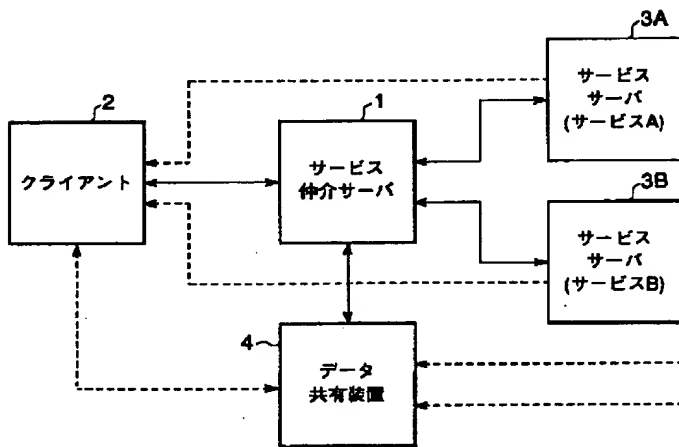 3A
サービス
サーバ
(サービスA)
2
クライアント
1
サービス
仲介サーバ
3B
サービス
サーバ
(サービスB)
4
データ
共有装置